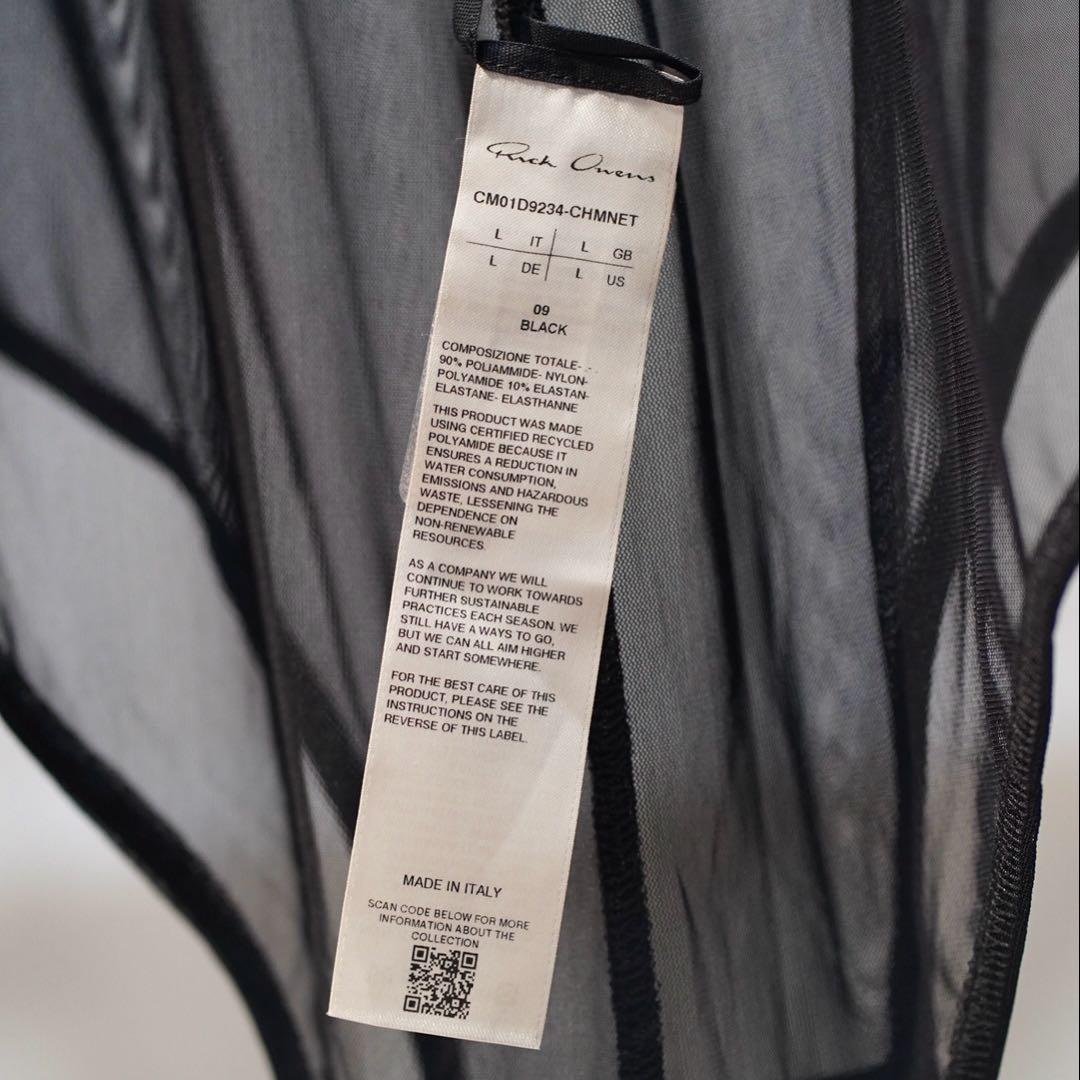 Rick Owens
CM01D9234-CHMNET
L IT L GB
L DE L US
09
BLACK
COMPOSIZIONE TOTALE-
90% POLIAMMIDE- NYLON-
POLYAMIDE 10% ELASTAN-
ELASTANE- ELASTHANNE
THIS PRODUCT WAS MADE
USING CERTIFIED RECYCLED
POLYAMIDE BECAUSE IT
ENSURES A REDUCTION IN
WATER CONSUMPTION,
EMISSIONS AND HAZARDOUS
WASTE, LESSENING THE
DEPENDENCE ON
NON-RENEWABLE
RESOURCES.
AS A COMPANY WE WILL
CONTINUE TO WORK TOWARDS
FURTHER SUSTAINABLE
PRACTICES EACH SEASON. WE
STILL HAVE A WAYS TO GO,
BUT WE CAN ALL AIM HIGHER
AND START SOMEWHERE.
FOR THE BEST CARE OF THIS
PRODUCT, PLEASE SEE THE
INSTRUCTIONS ON THE
REVERSE OF THIS LABEL.
MADE IN ITALY
SCAN CODE BELOW FOR MORE
INFORMATION ABOUT THE
COLLECTION